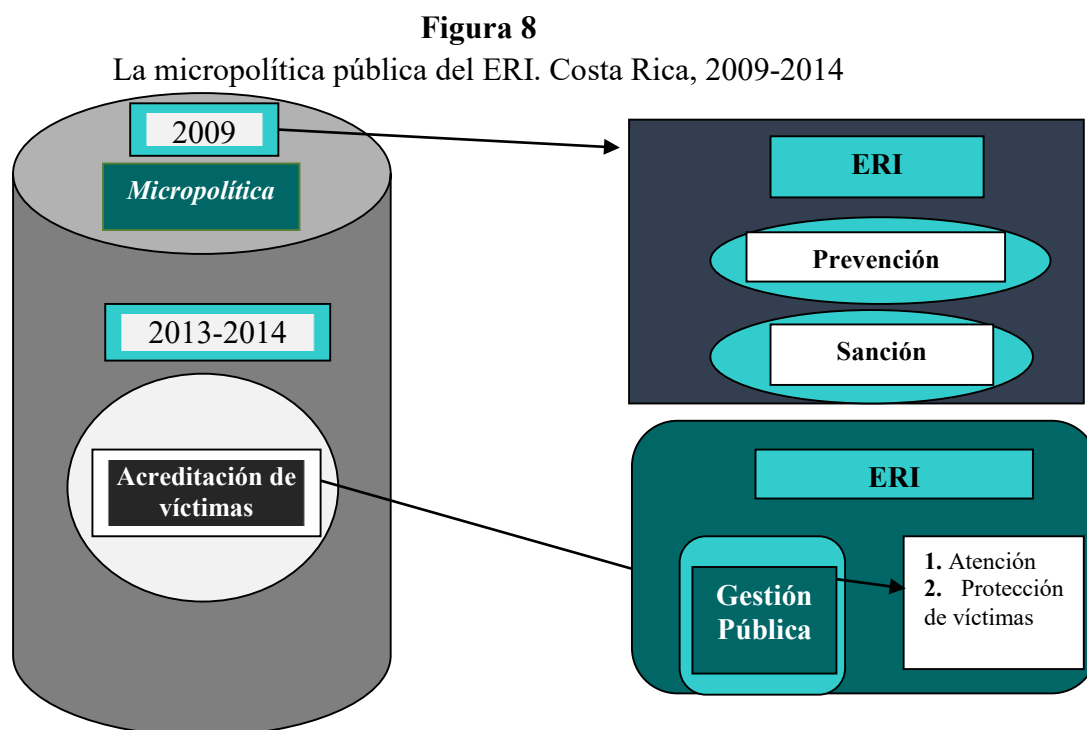 Figura 8
La micropolítica pública del ERI. Costa Rica, 2009-2014
2009
Micropolítica
2013-2014
Acreditación de
víctimas
ERI
Prevención
Sanción
ERI
Gestión
Pública
1. Atención
2. Protección
de víctimas